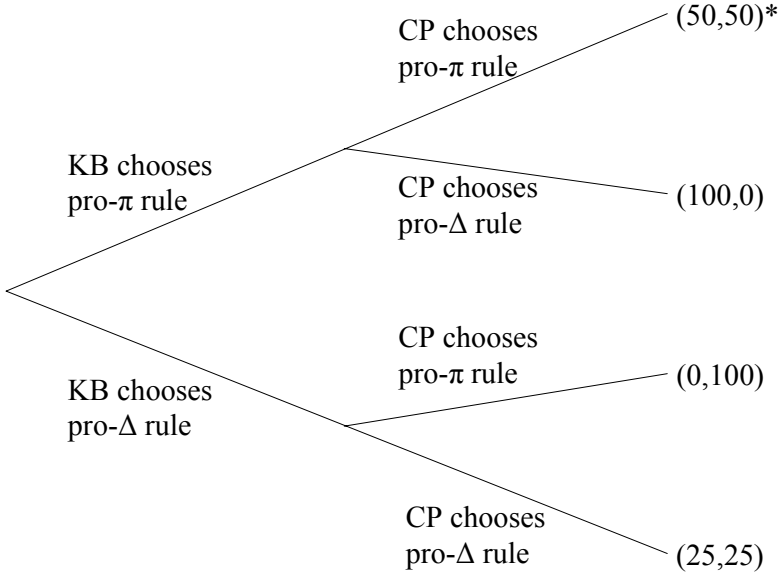 (50,50)*
CP chooses
pro-π rule
KB chooses
pro-π rule
CP chooses
pro-Δ rule
(100,0)
CP chooses
pro-π rule
(0,100)
KB chooses
pro-Δ rule
CP chooses
pro-Δ rule
(25,25)